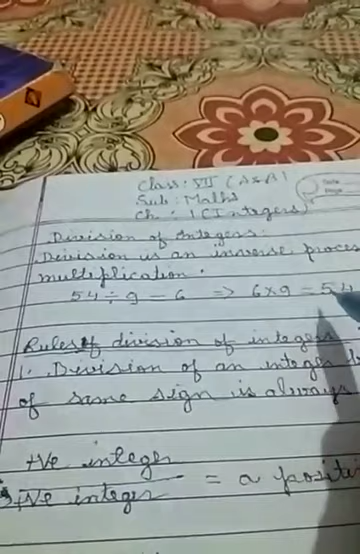 Class: VII (A & B)
Sub: Maths
Ch: 1 (Integers)
Division of Integers:
Division is an inverse proces
multiplication.
54 ÷ 9 = 6 ⇒ 6 x 9 = 54
Rules of division of integers
1. Division of an integer
of same sign is always
+ve integer
+ve integer
= a positi